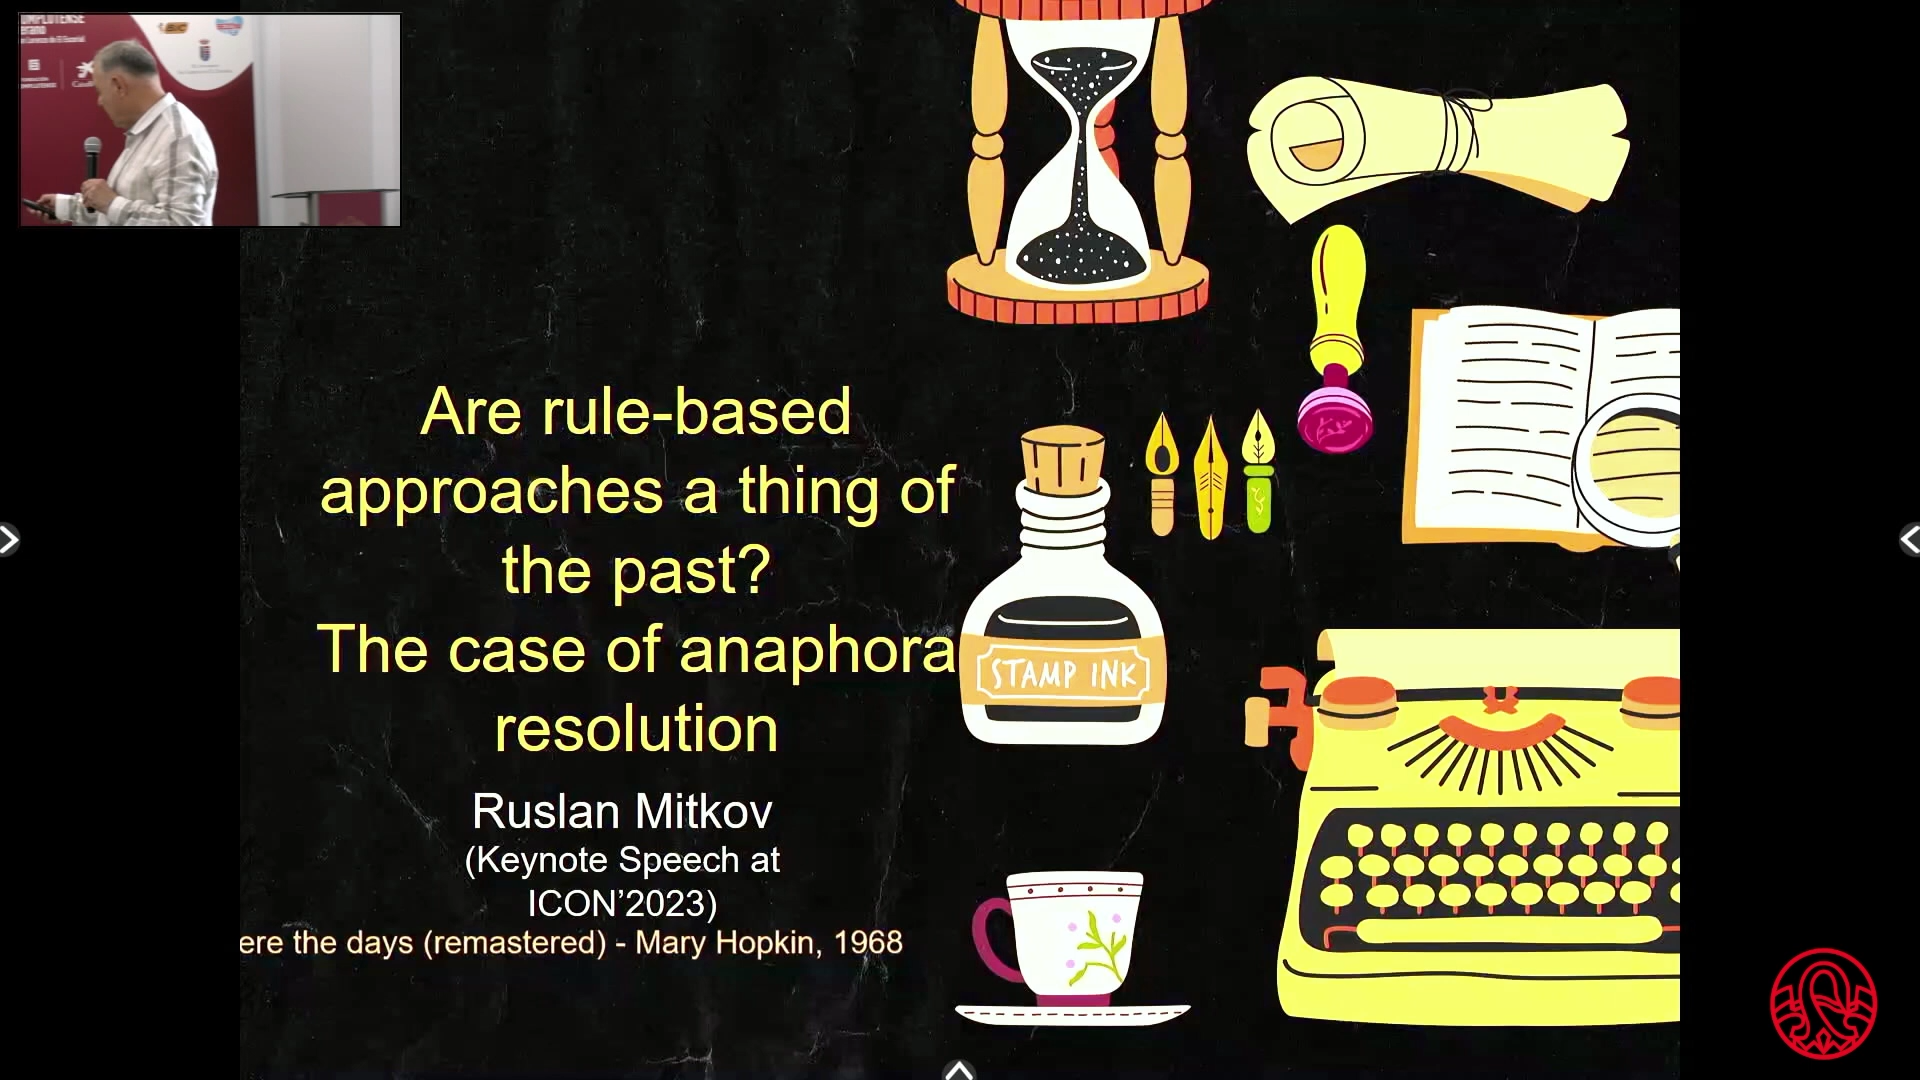 BIC
Are rule-based
approaches a thing of
the past?
The case of anaphora
resolution
Ruslan Mitkov
(Keynote Speech at
ICON’2023)
ere the days (remastered) - Mary Hopkin, 1968
STAMP INK